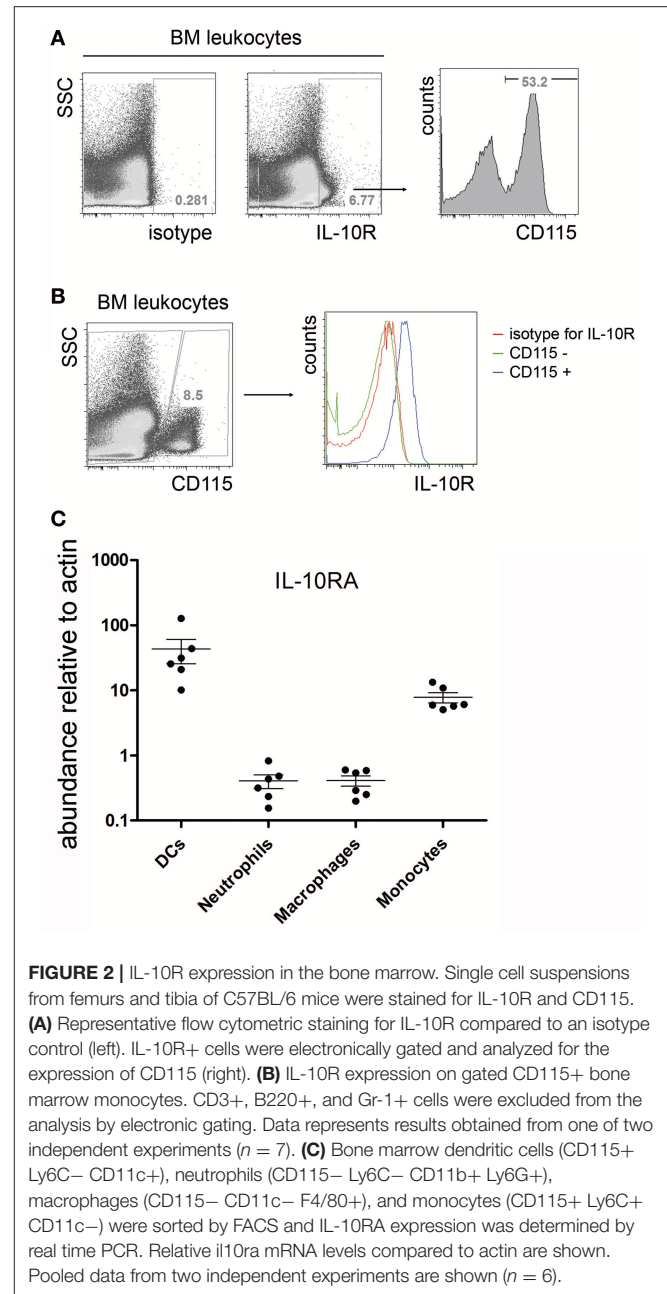 A
BM leukocytes
SSC
0.281
isotype
6.77
IL-10R
counts
53.2
CD115
B
BM leukocytes
SSC
8.5
CD115
counts
IL-10R
isotype for IL-10R
CD115 -
CD115 +
C
IL-10RA
abundance relative to actin
1000
100
10
1
0.1
DCs
Neutrophils
Macrophages
Monocytes
FIGURE 2 | IL-10R expression in the bone marrow. Single cell suspensions
from femurs and tibia of C57BL/6 mice were stained for IL-10R and CD115.
(A) Representative flow cytometric staining for IL-10R compared to an isotype
control (left). IL-10R+ cells were electronically gated and analyzed for the
expression of CD115 (right). (B) IL-10R expression on gated CD115+ bone
marrow monocytes. CD3+, B220+, and Gr-1+ cells were excluded from the
analysis by electronic gating. Data represents results obtained from one of two
independent experiments (n = 7). (C) Bone marrow dendritic cells (CD115+
Ly6C− CD11c+), neutrophils (CD115− Ly6C− CD11b+ Ly6G+),
macrophages (CD115− CD11c− F4/80+), and monocytes (CD115+ Ly6C+
CD11c−) were sorted by FACS and IL-10RA expression was determined by
real time PCR. Relative il10ra mRNA levels compared to actin are shown.
Pooled data from two independent experiments are shown (n = 6).